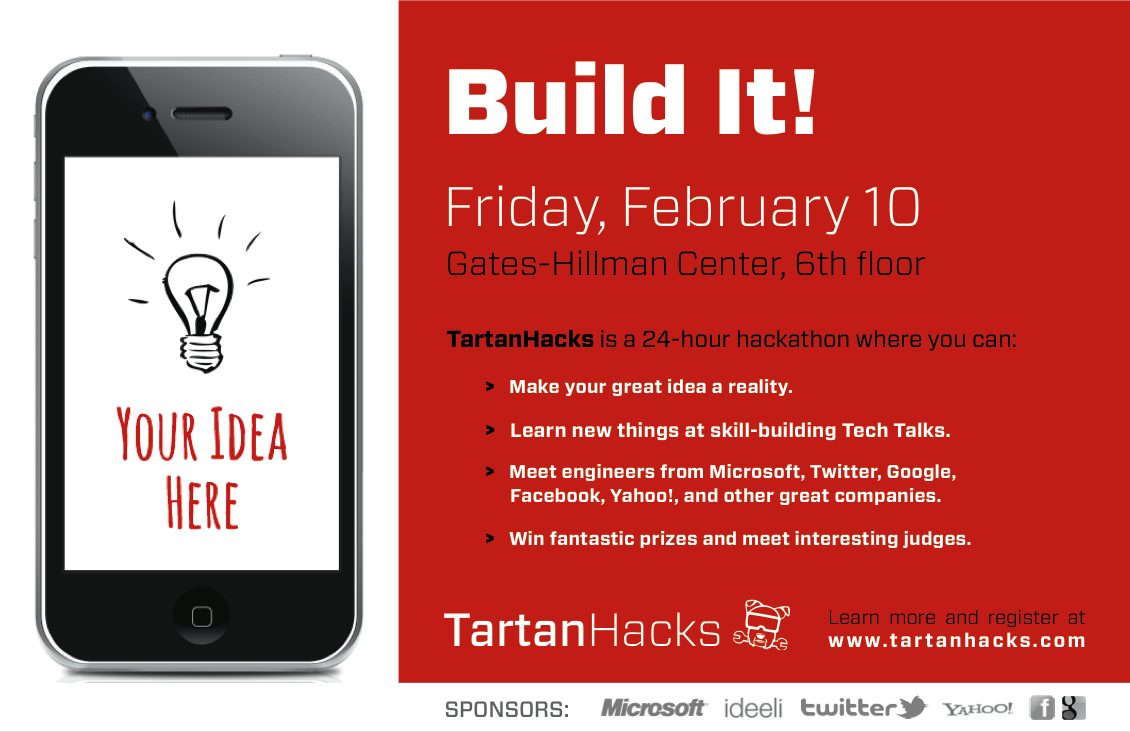 YOUR IDEA
HERE
Build It!
Friday, February 10
Gates-Hillman Center, 6th floor
TartanHacks is a 24-hour hackathon where you can:
> Make your great idea a reality.
> Learn new things at skill-building Tech Talks.
> Meet engineers from Microsoft, Twitter, Google,
Facebook, Yahoo!, and other great companies.
> Win fantastic prizes and meet interesting judges.
TartanHacks
Learn more and register at
www.tartanhacks.com
SPONSORS: Microsoft ideeli twitter YAHOO! f g